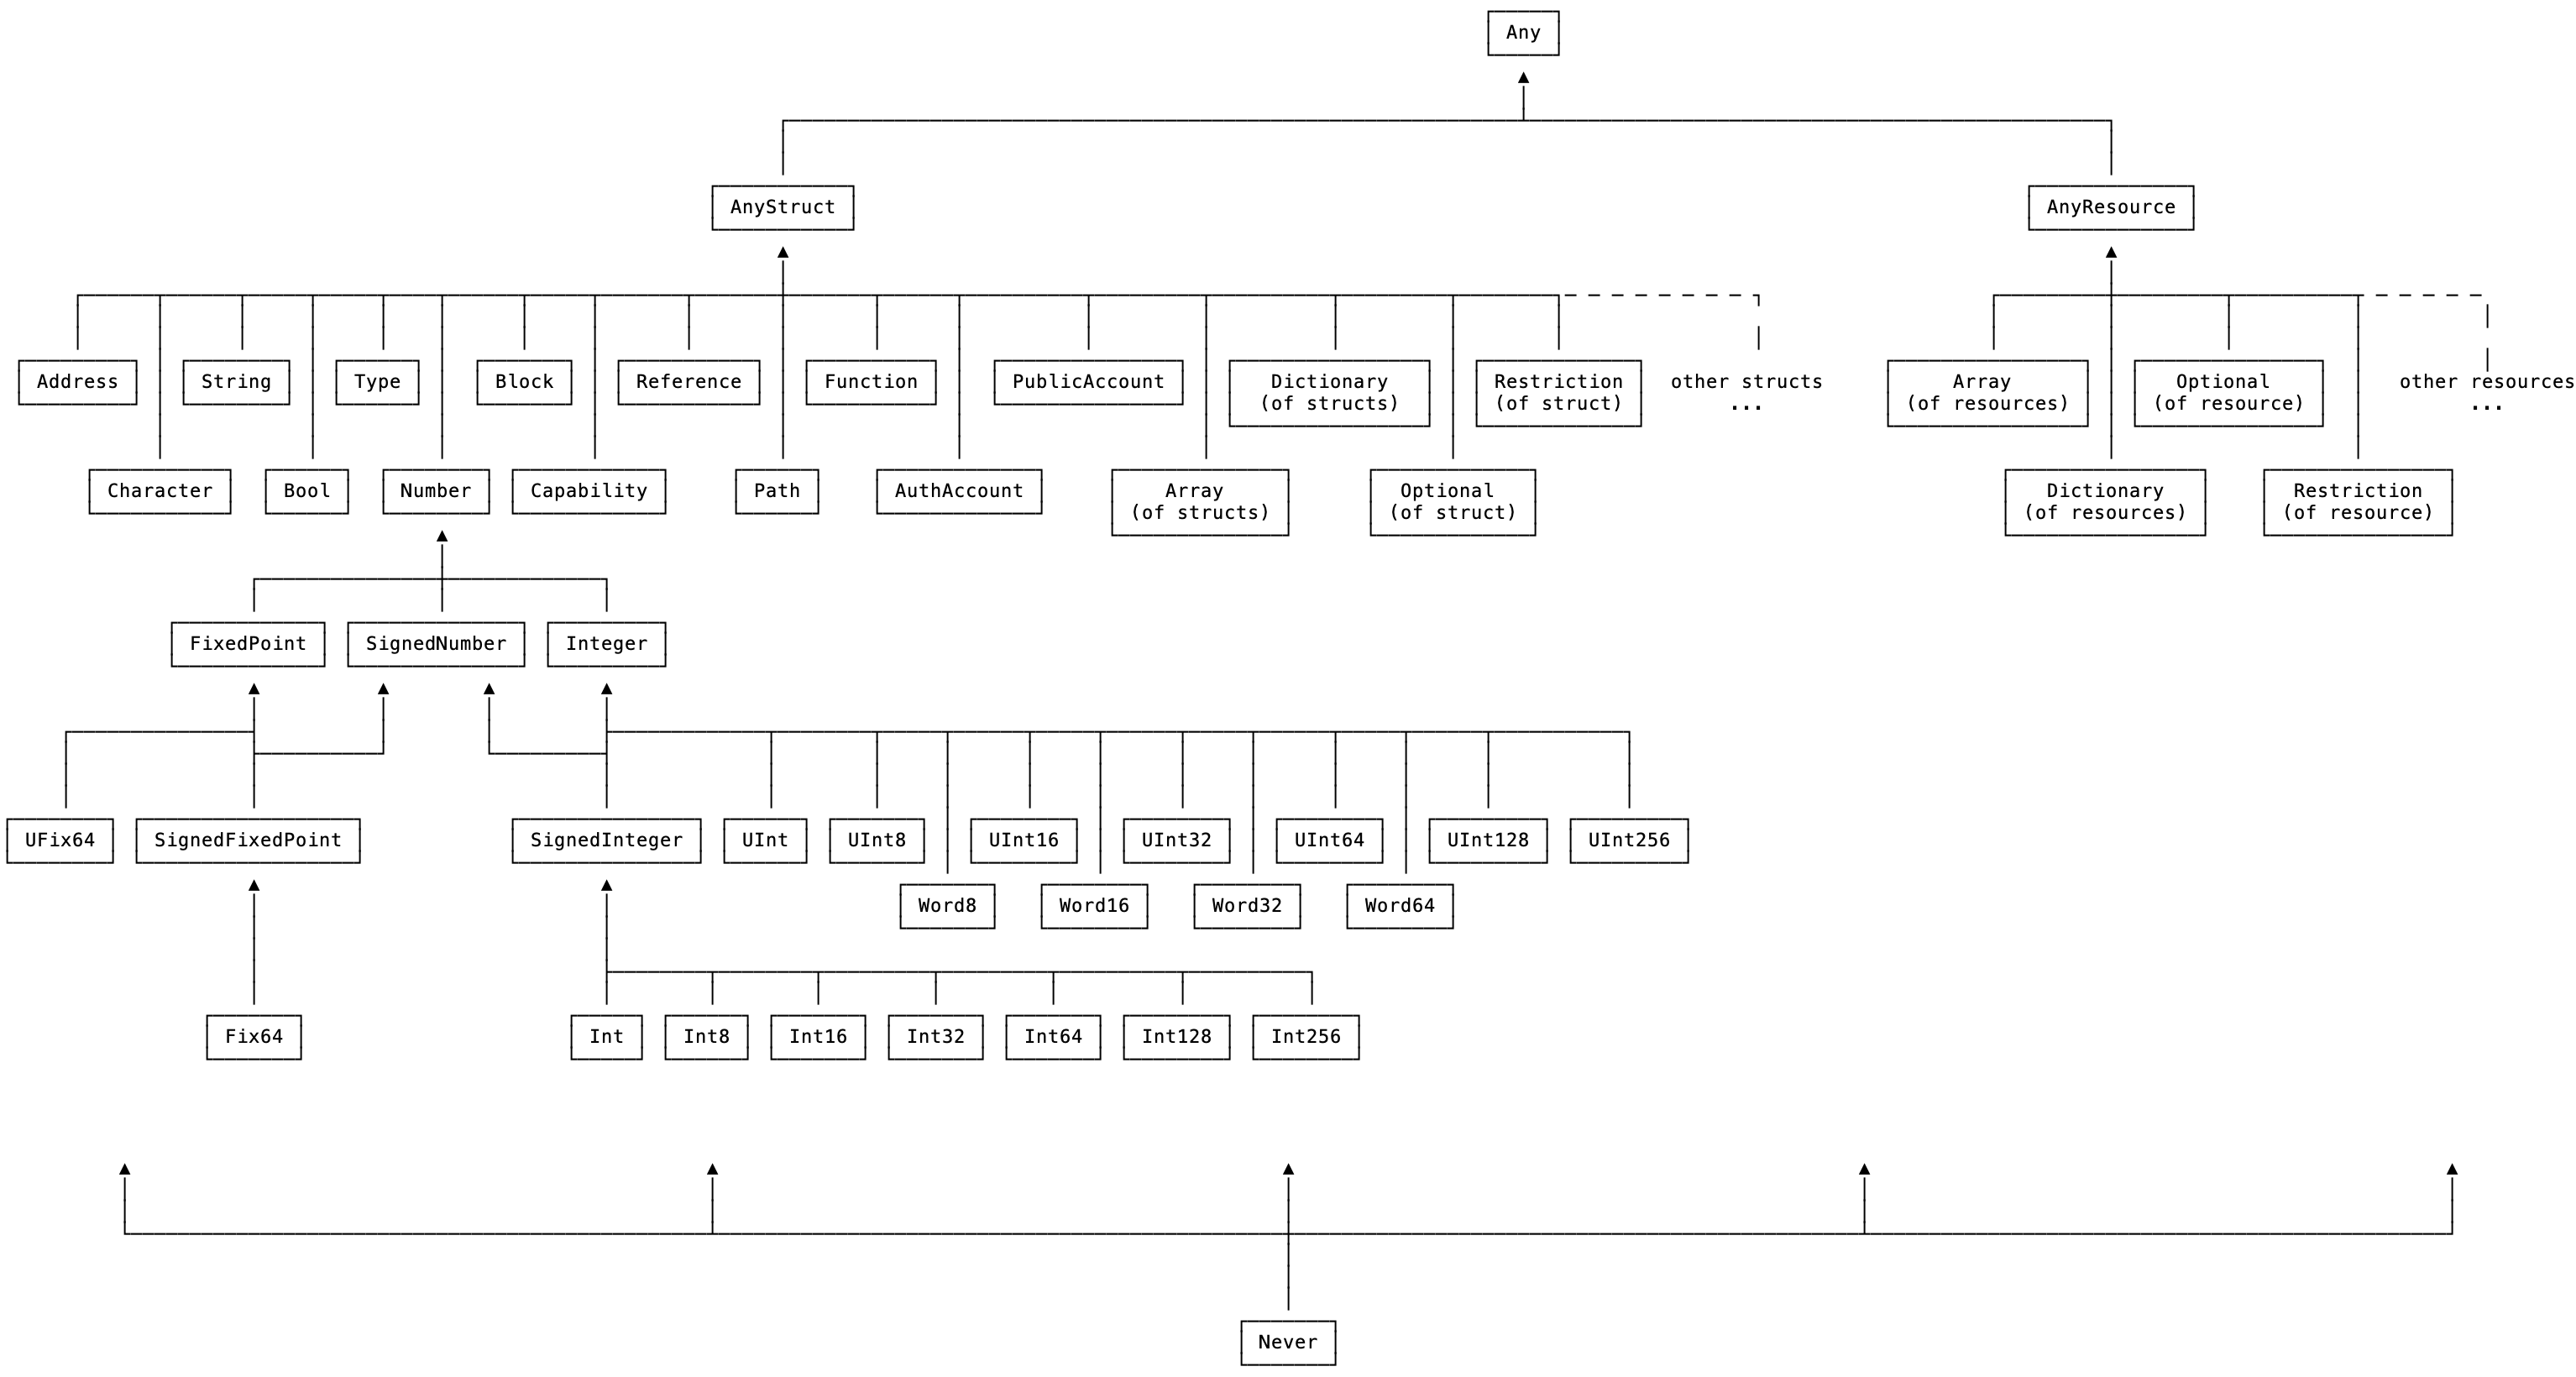 Any
AnyStruct
AnyResource
Address
String
Type
Block
Reference
Function
PublicAccount
Dictionary
(of structs)
Restriction
(of struct)
other structs
...
Array
(of resources)
Optional
(of resource)
other resources
...
Character
Bool
Number
Capability
Path
AuthAccount
Array
(of structs)
Optional
(of struct)
Dictionary
(of resources)
Restriction
(of resource)
FixedPoint
SignedNumber
Integer
UFix64
SignedFixedPoint
SignedInteger
UInt
UInt8
UInt16
UInt32
UInt64
UInt128
UInt256
Word8
Word16
Word32
Word64
Fix64
Int
Int8
Int16
Int32
Int64
Int128
Int256
Never